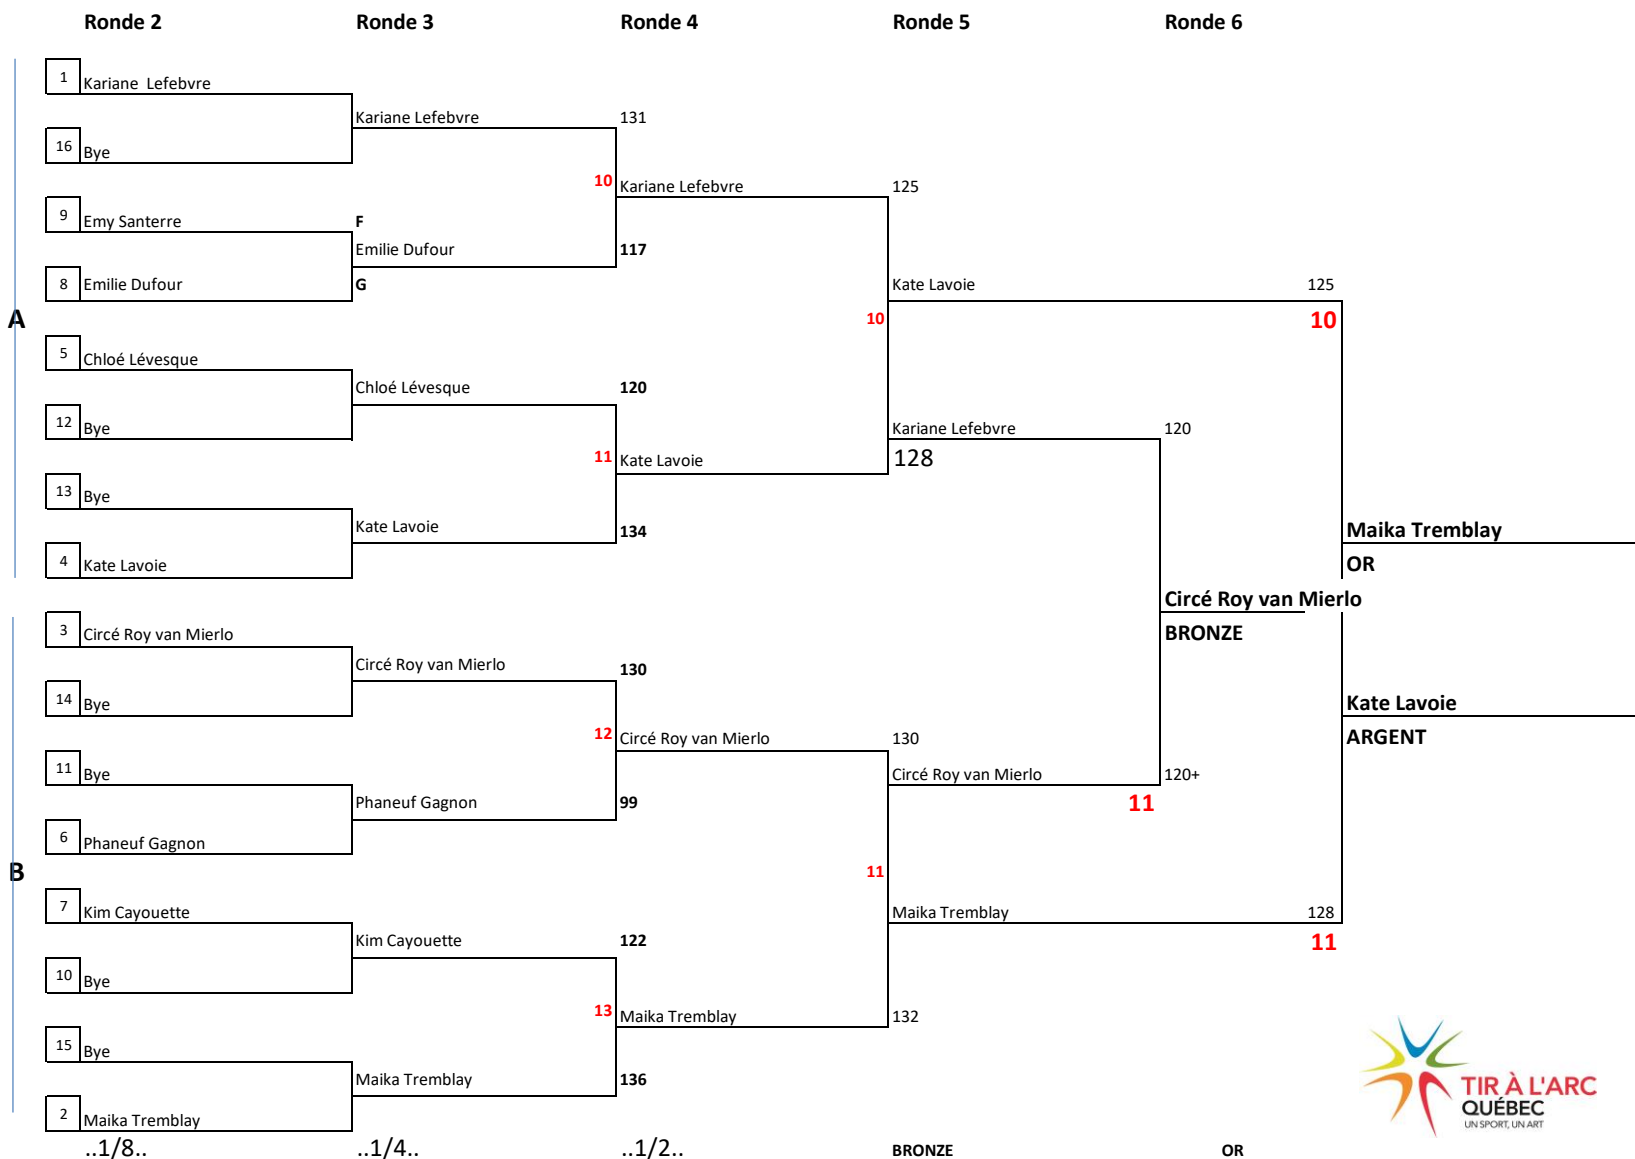 Ronde 2 Ronde 3 Ronde 4 Ronde 5 Ronde 6
1 Kariane Lefebvre
Kariane Lefebvre 131
16 Bye
10 Kariane Lefebvre 125
9 Emy Santerre F
Emilie Dufour 117
8 Emilie Dufour G
Kate Lavoie 125
A
10 10
5 Chloé Lévesque
Chloé Lévesque 120
12 Bye
Kariane Lefebvre 120
11 Kate Lavoie 128
13 Bye
Kate Lavoie 134
Maika Tremblay
4 Kate Lavoie
OR
Circé Roy van Mierlo
3 Circé Roy van Mierlo
BRONZE
Circé Roy van Mierlo 130
14 Bye
Kate Lavoie
12 Circé Roy van Mierlo 130
ARGENT
11 Bye
Circé Roy van Mierlo 120+
Phaneuf Gagnon 99
11
6 Phaneuf Gagnon
B
11
7 Kim Cayouette
Maika Tremblay 128
Kim Cayouette 122
11
10 Bye
13 Maika Tremblay 132
15 Bye
Maika Tremblay 136
2 Maika Tremblay
TIR À L'ARC
QUÉBEC
UN SPORT, UN ART
..1/8.. ..1/4.. ..1/2.. BRONZE OR